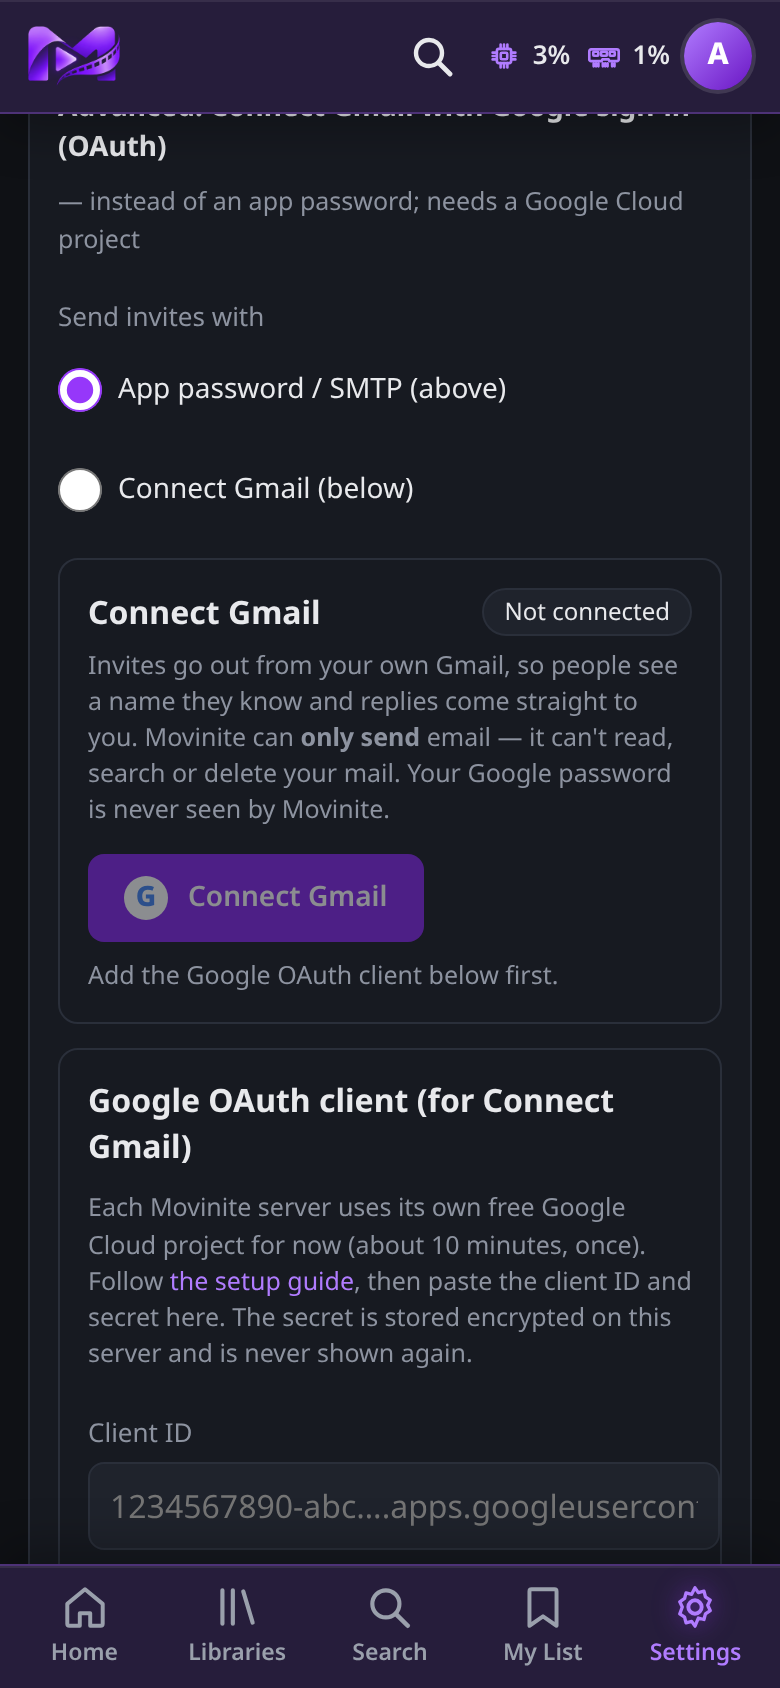 3%
1%
A
Advanced: Connect Gmail with Google sign-in
(OAuth)
— instead of an app password; needs a Google Cloud
project
Send invites with
App password / SMTP (above)
Connect Gmail (below)
Connect Gmail
Not connected
Invites go out from your own Gmail, so people see
a name they know and replies come straight to
you. Movinite can only send email — it can't read,
search or delete your mail. Your Google password
is never seen by Movinite.
G Connect Gmail
Add the Google OAuth client below first.
Google OAuth client (for Connect
Gmail)
Each Movinite server uses its own free Google
Cloud project for now (about 10 minutes, once).
Follow the setup guide, then paste the client ID and
secret here. The secret is stored encrypted on this
server and is never shown again.
Client ID
1234567890-abc....apps.googleusercon
Home
Libraries
Search
My List
Settings